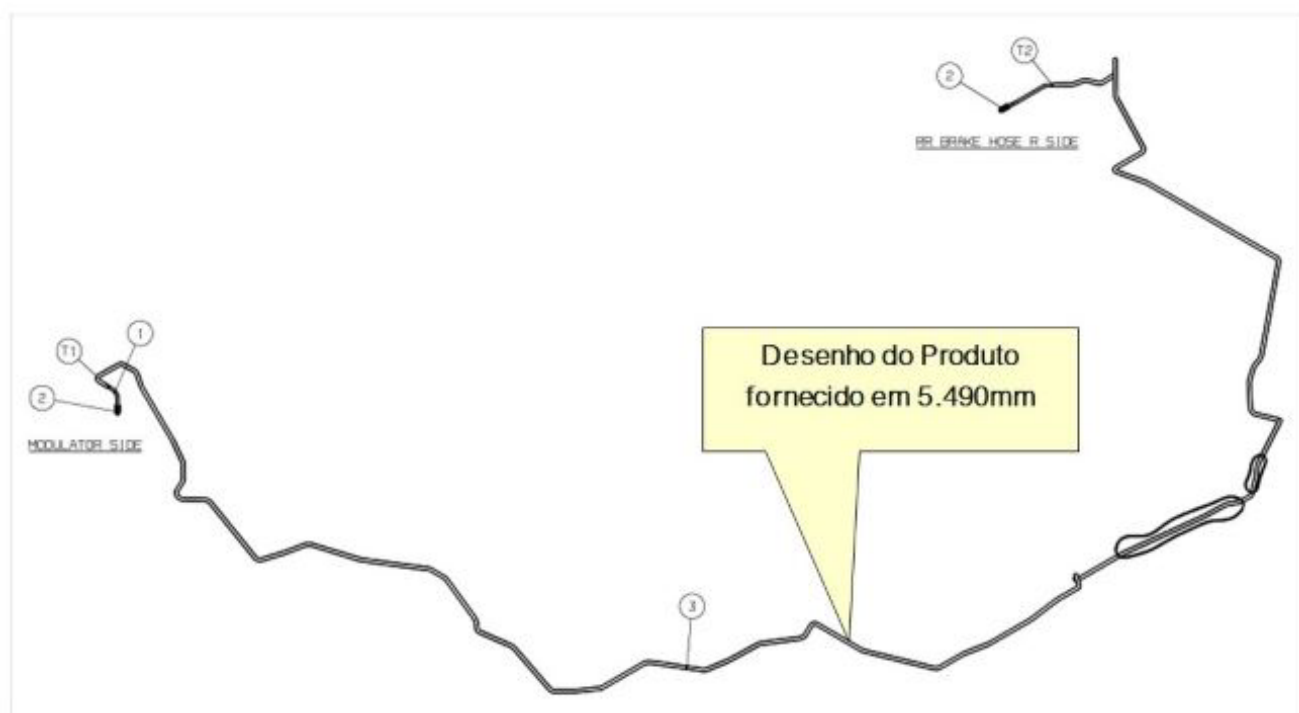 T2
2
RR BRAKE HOSE R SIDE
1
T1
2
MODULATOR SIDE
Desenho do Produto
fornecido em 5.490mm
3